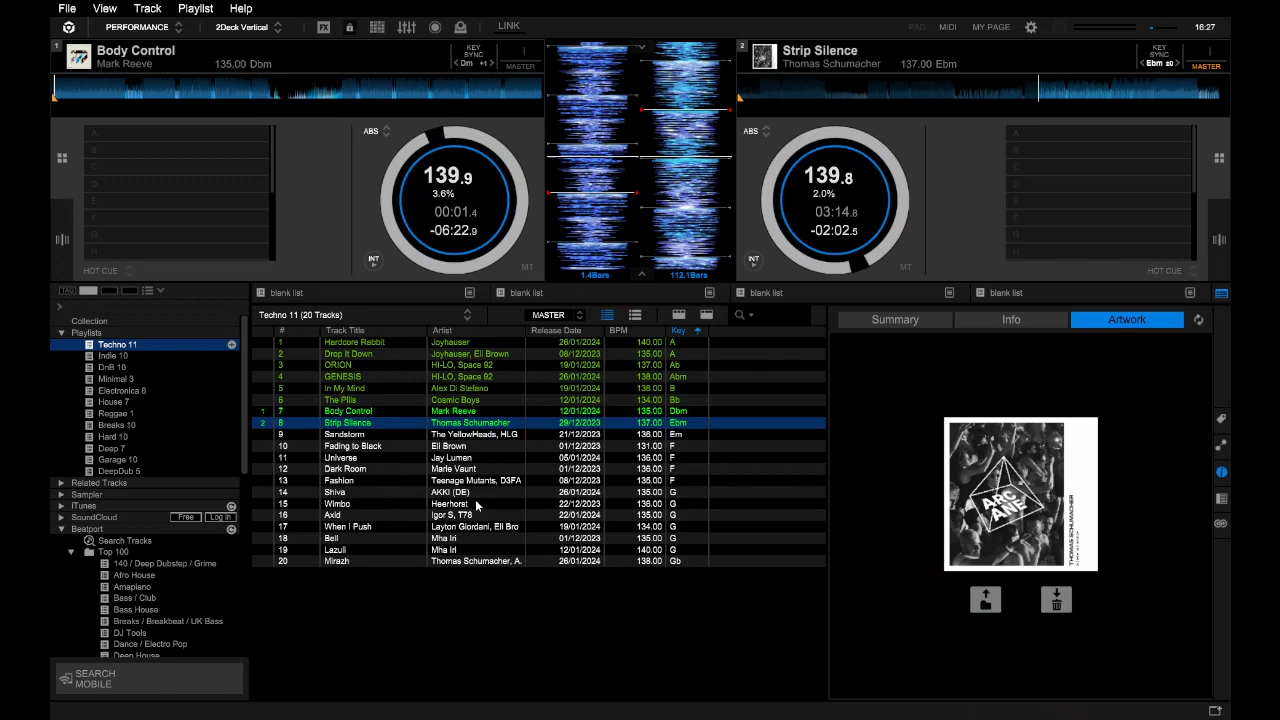 File View Track Playlist Help
PERFORMANCE 2Deck Vertical FX LINK PAD MIDI MY PAGE 16:27
1 Body Control
Mark Reeve 135.00 Dbm
KEY SYNC
< Dm +1 >
MASTER
2 Strip Silence
Thomas Schumacher 137.00 Ebm
KEY SYNC
< Ebm ±0 >
MASTER
A
B
C
D
E
F
G
H
HOT CUE
ABS
139.9
3.6%
00:01.4
-06:22.9
INT
MT
1.4Bars 112.1Bars
ABS
139.8
2.0%
03:14.8
-02:02.5
INT
MT
A
B
C
D
E
F
G
H
HOT CUE
TAG
blank list blank list blank list blank list
Collection
Playlists
Techno 11
Indie 10
DnB 10
Minimal 3
Electronica 8
House 7
Reggae 1
Breaks 10
Hard 10
Deep 7
Garage 10
DeepDub 5
Related Tracks
Sampler
iTunes
SoundCloud Free Log in
Beatport
Search Tracks
Top 100
140 / Deep Dubstep / Grime
Afro House
Amapiano
Bass / Club
Bass House
Breaks / Breakbeat / UK Bass
DJ Tools
Dance / Electro Pop
Deep House
SEARCH
MOBILE
Techno 11 (20 Tracks) MASTER
# Track Title Artist Release Date BPM Key
1 Hardcore Rabbit Joyhauser 26/01/2024 140.00 A
2 Drop It Down Joyhauser, Eli Brown 08/12/2023 135.00 A
3 ORION HI-LO, Space 92 19/01/2024 137.00 Ab
4 GENESIS HI-LO, Space 92 26/01/2024 138.00 Abm
5 In My Mind Alex Di Stefano 19/01/2024 136.00 B
6 The Pills Cosmic Boys 19/01/2024 134.00 Bb
1 7 Body Control Mark Reeve 12/01/2024 135.00 Dbm
2 8 Strip Silence Thomas Schumacher 29/12/2023 137.00 Ebm
9 Sandstorm The YellowHeads, HLG 21/12/2023 136.00 Em
10 Fading to Black Eli Brown 01/12/2023 131.00 F
11 Universe Jay Lumen 05/01/2024 136.00 F
12 Dark Room Marie Vaunt 01/12/2023 136.00 F
13 Fashion Teenage Mutants, D3FA 08/12/2023 135.00 F
14 Shiva AKKI (DE) 26/01/2024 135.00 G
15 Wimbo Heerhorst 22/12/2023 136.00 G
16 Axid Igor S, T78 22/01/2024 135.00 G
17 When I Push Layton Giordani, Eli Bro 19/01/2024 134.00 G
18 Bell Mha Iri 01/12/2023 135.00 G
19 Lazuli Mha Iri 12/01/2024 140.00 G
20 Mirazh Thomas Schumacher, A. 26/01/2024 138.00 Gb
Summary Info Artwork
ARC
ANE
THOMAS SCHUMACHER